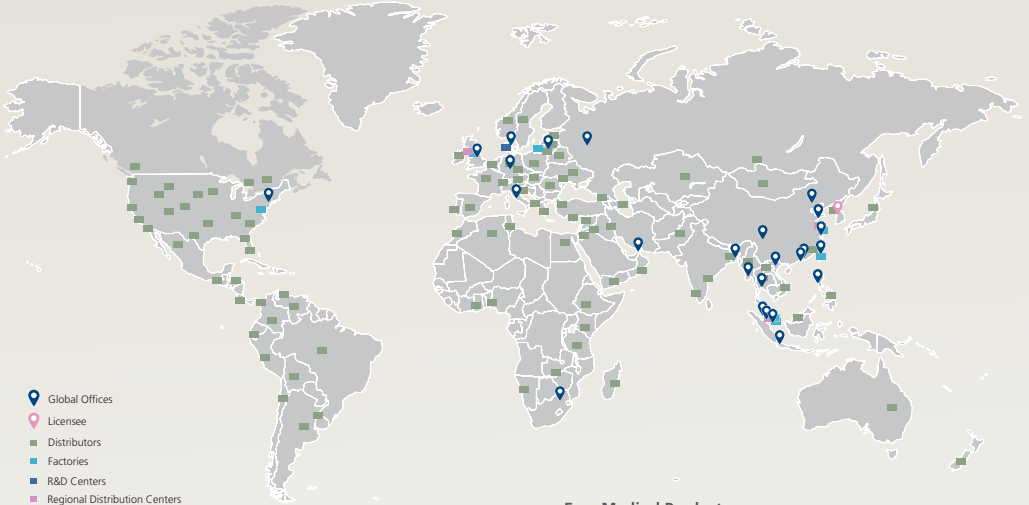 Global Offices
Licensee
Distributors
Factories
R&D Centers
Regional Distribution Centers